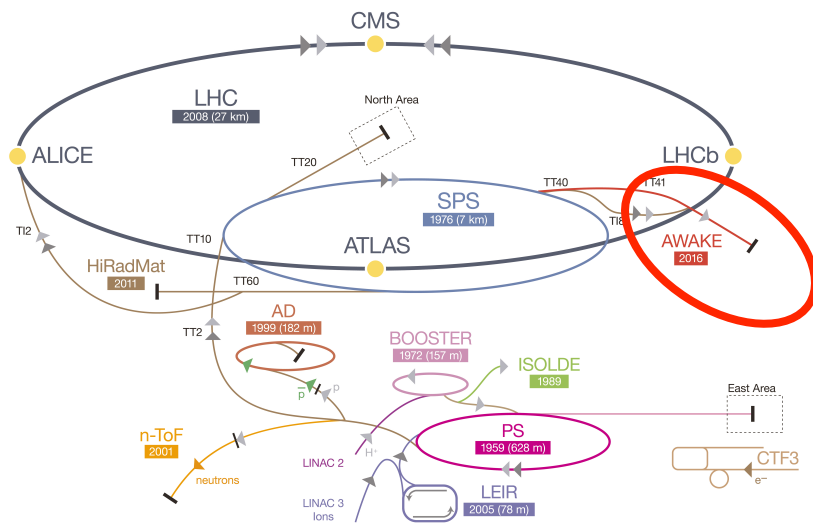 CMS
LHC
2008 (27 km)
North Area
ALICE
TT20
LHCb
TT40
TT41
SPS
1976 (7 km)
TI8
TI2
TT10
ATLAS
AWAKE
2016
HiRadMat
2011
TT60
AD
1999 (182 m)
TT2
BOOSTER
1972 (157 m)
ISOLDE
1989
p
p
East Area
n-ToF
2001
PS
1959 (628 m)
H+
neutrons
LINAC 2
CTF3
e–
LEIR
2005 (78 m)
LINAC 3
Ions